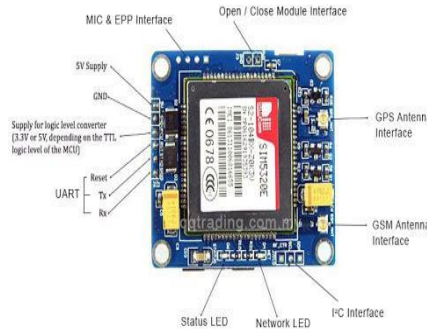 Open / Close Module Interface
MIC & EPP Interface
5V Supply
GND
Supply for logic level converter
(3.3V or 5V, depending on the TTL
logic level of the MCU)
Reset
UART
Tx
Rx
GPS Antenna
Interface
GSM Antenna
Interface
I²C Interface
Network LED
Status LED
SIM5320E
CE0678